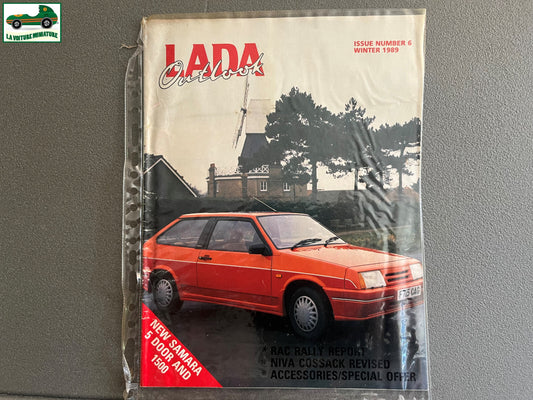 LA VOITURE MINIATURE
LADA
Outlook
ISSUE NUMBER 6
WINTER 1989
NEW SAMARA
5 DOOR AND
1500
RAC RALLY REPORT
NIVA COSSACK REVISED
ACCESSORIES/SPECIAL OFFER